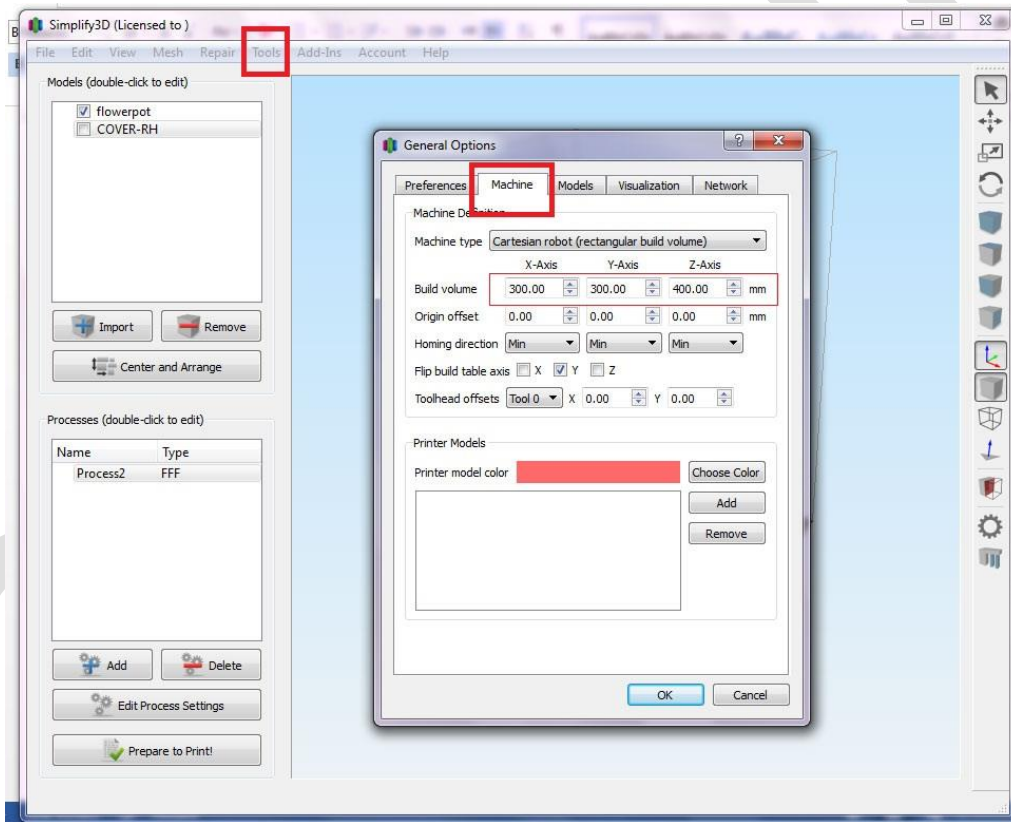 Simplify3D (Licensed to )
File Edit View Mesh Repair Tools Add-Ins Account Help
Models (double-click to edit)
flowerpot
COVER-RH
Import Remove
Center and Arrange
Processes (double-click to edit)
Name Type
Process2 FFF
Add Delete
Edit Process Settings
Prepare to Print!
General Options
Preferences Machine Models Visualization Network
Machine Definition
Machine type Cartesian robot (rectangular build volume)
X-Axis Y-Axis Z-Axis
Build volume 300.00 300.00 400.00 mm
Origin offset 0.00 0.00 0.00 mm
Homing direction Min Min Min
Flip build table axis X Y Z
Toolhead offsets Tool 0 X 0.00 Y 0.00
Printer Models
Printer model color Choose Color
Add
Remove
OK Cancel